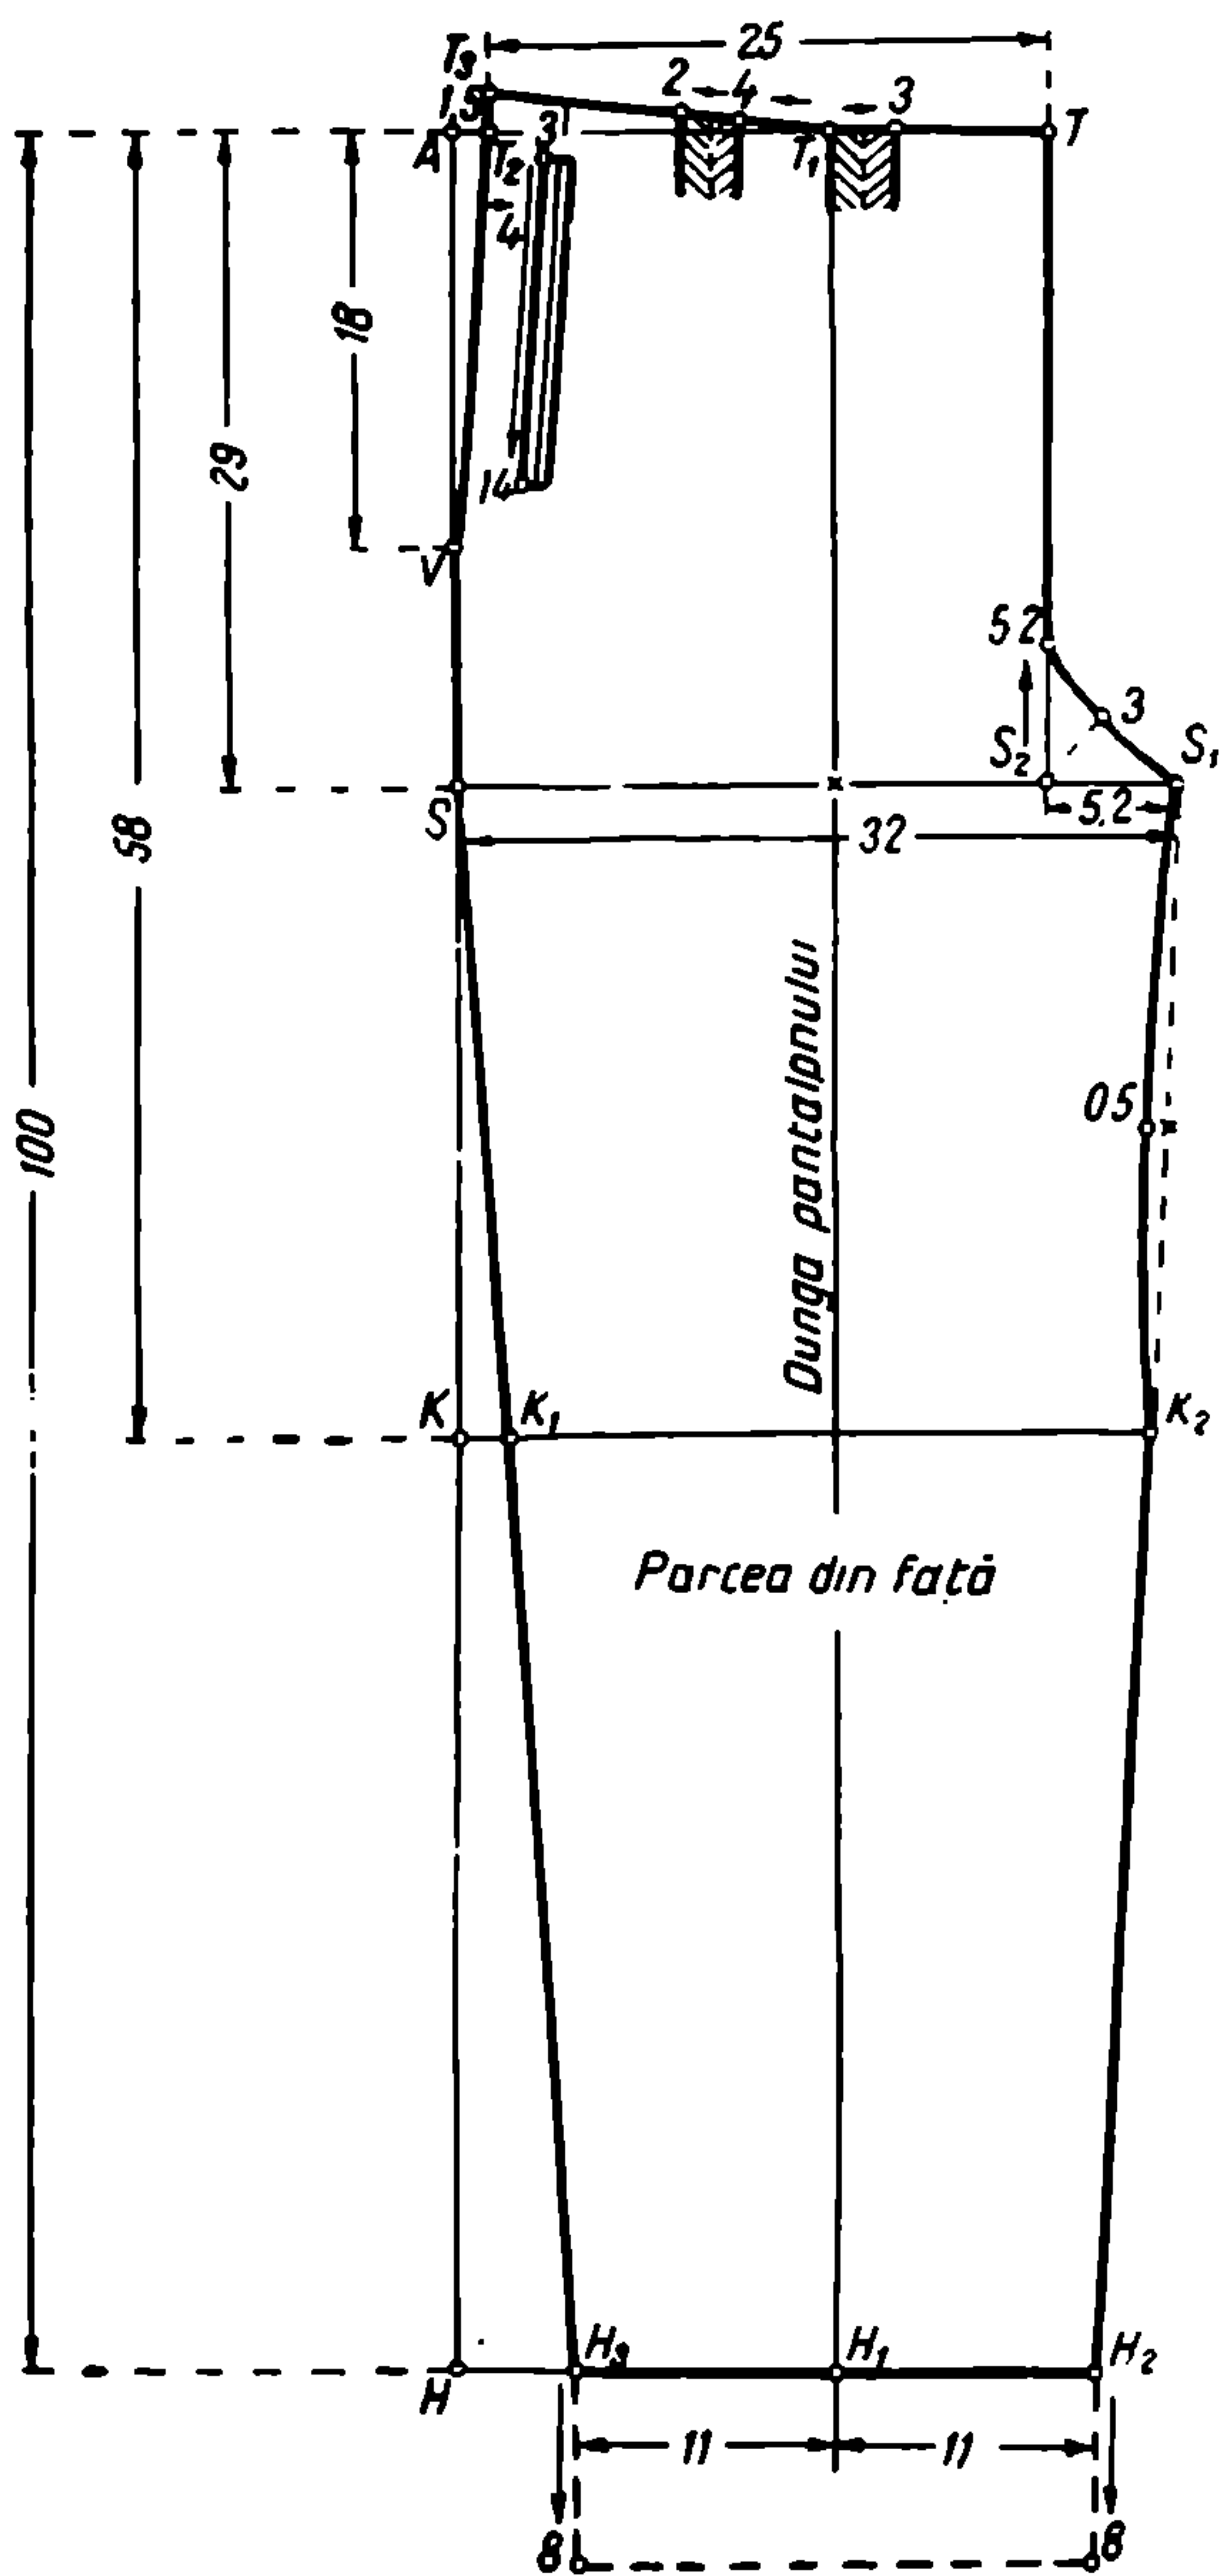 25
T₃
1,5
2
4
3
A
T₂
3
T₁
T
4
18
29
14
V
5 2
3
S₂
S₁
S
5,2
58
32
Dunga pantalonului
0 5
100
K
K₁
K₂
Parcea din față
H
H₃
H₁
H₂
11
11
8
8